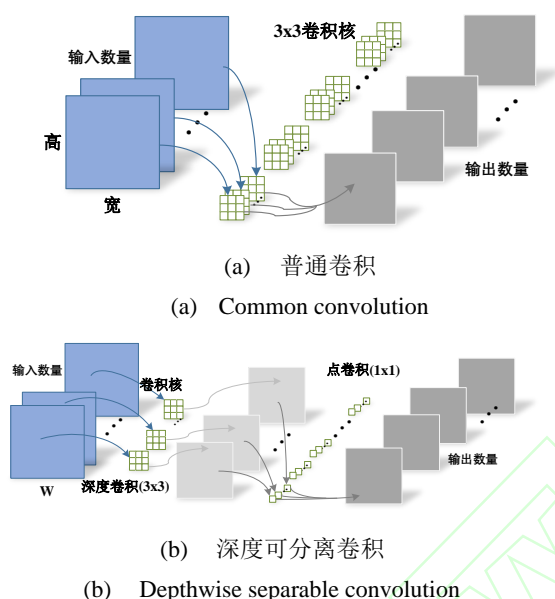 3x3卷积核
输入数量
高
宽
输出数量
(a) 普通卷积
(a) Common convolution
输入数量
卷积核
点卷积(1x1)
W
深度卷积(3x3)
输出数量
(b) 深度可分离卷积
(b) Depthwise separable convolution